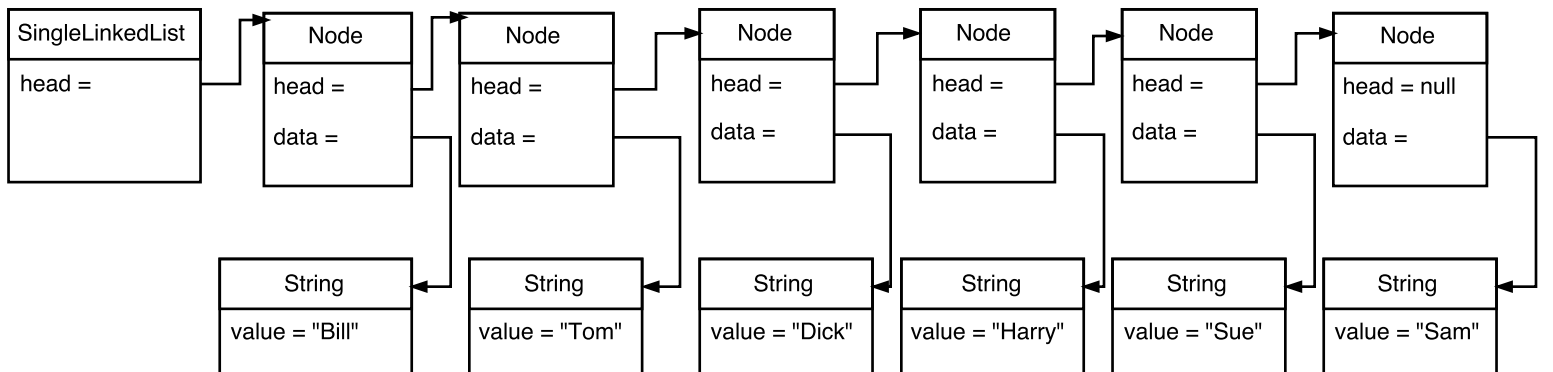 SingleLinkedList
head =
Node
head =
data =
Node
head =
data =
Node
head =
data =
Node
head =
data =
Node
head =
data =
Node
head = null
data =
String
value = "Bill"
String
value = "Tom"
String
value = "Dick"
String
value = "Harry"
String
value = "Sue"
String
value = "Sam"